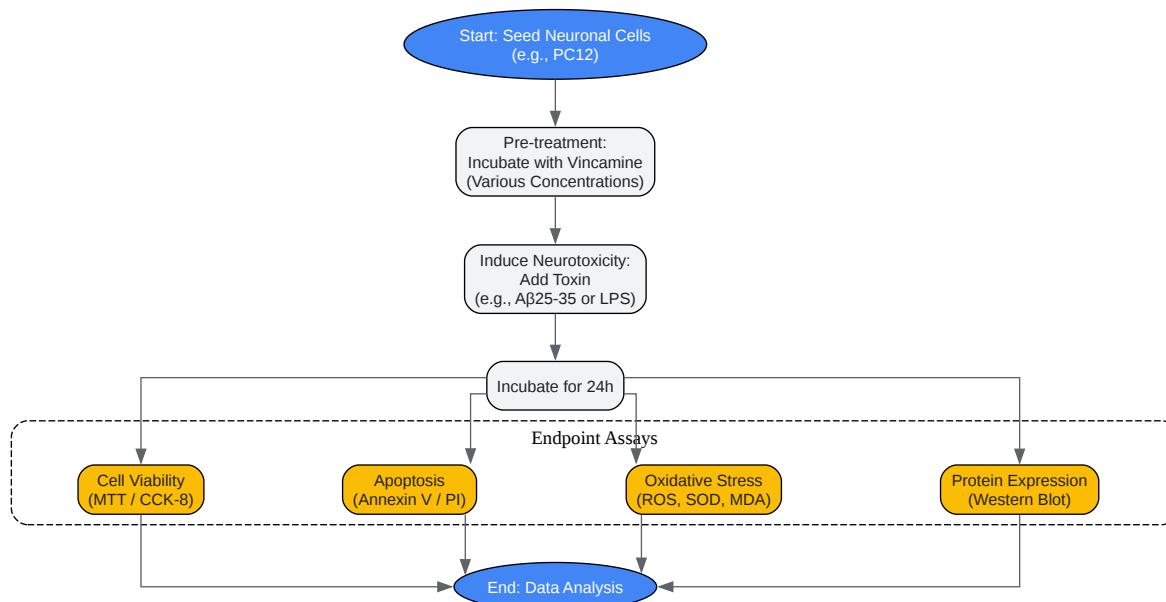 Start: Seed Neuronal Cells
(e.g., PC12)
Pre-treatment:
Incubate with Vincamine
(Various Concentrations)
Induce Neurotoxicity:
Add Toxin
(e.g., Aβ25-35 or LPS)
Incubate for 24h
Endpoint Assays
Cell Viability
(MTT / CCK-8)
Apoptosis
(Annexin V / PI)
Oxidative Stress
(ROS, SOD, MDA)
Protein Expression
(Western Blot)
End: Data Analysis